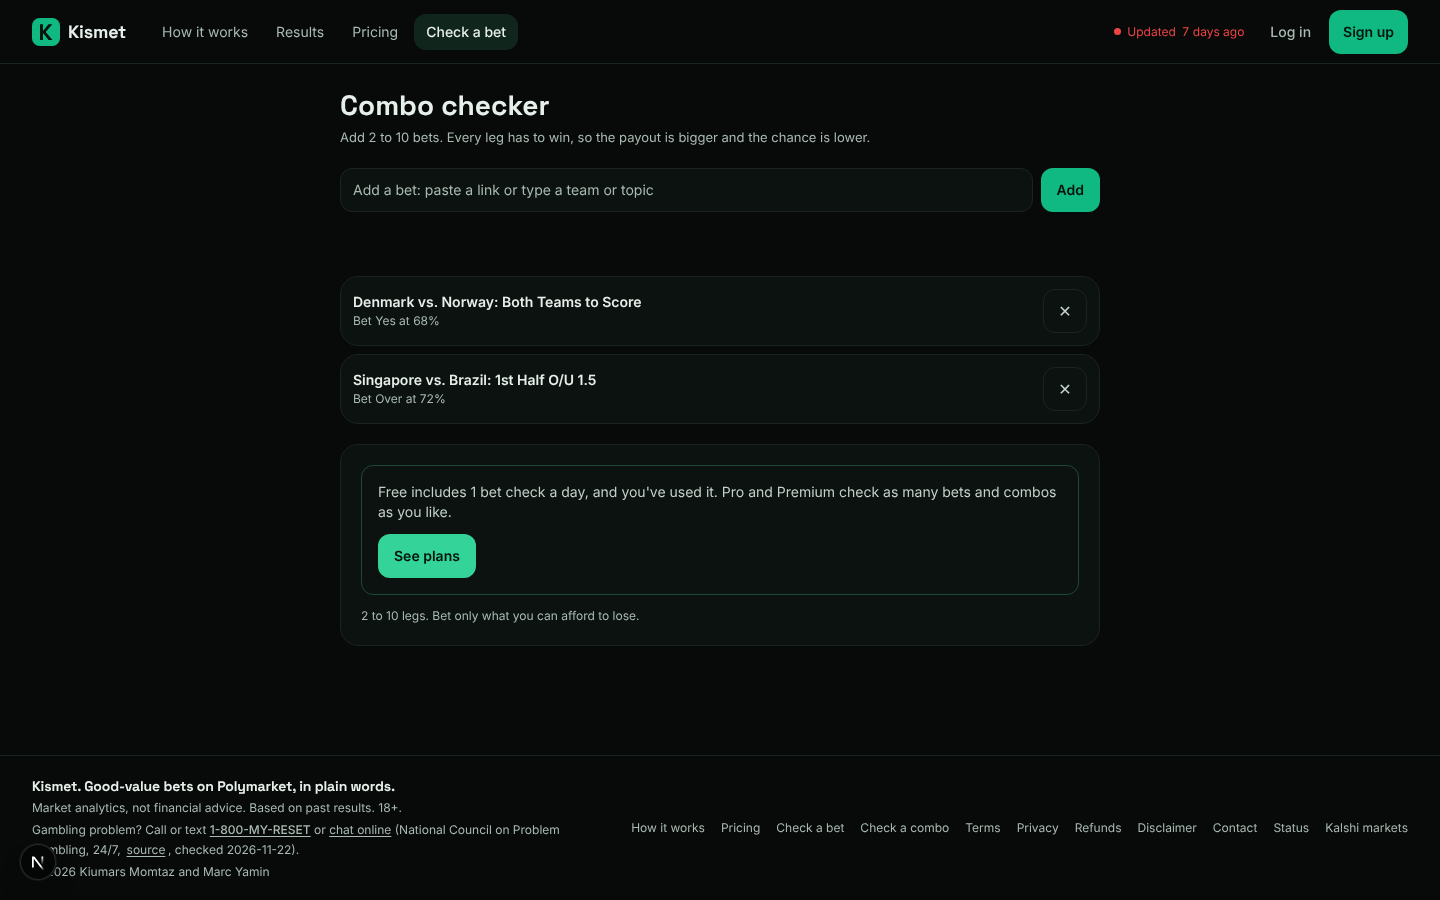 Kismet
How it works
Results
Pricing
Check a bet
Updated 7 days ago
Log in
Sign up
Combo checker
Add 2 to 10 bets. Every leg has to win, so the payout is bigger and the chance is lower.
Add a bet: paste a link or type a team or topic
Add
Denmark vs. Norway: Both Teams to Score
Bet Yes at 68%
Singapore vs. Brazil: 1st Half O/U 1.5
Bet Over at 72%
Free includes 1 bet check a day, and you've used it. Pro and Premium check as many bets and combos
as you like.
See plans
2 to 10 legs. Bet only what you can afford to lose.
Kismet. Good-value bets on Polymarket, in plain words.
Market analytics, not financial advice. Based on past results. 18+.
Gambling problem? Call or text 1-800-MY-RESET or chat online (National Council on Problem
mbling, 24/7, source , checked 2026-11-22).
026 Kiumars Momtaz and Marc Yamin
How it works
Pricing
Check a bet
Check a combo
Terms
Privacy
Refunds
Disclaimer
Contact
Status
Kalshi markets